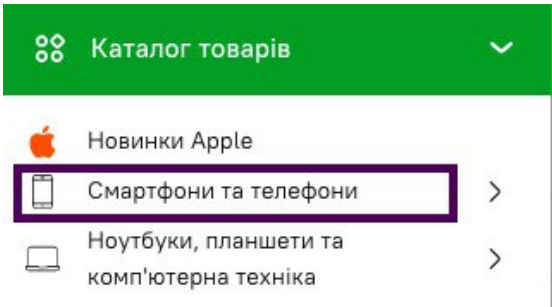 Каталог товарів
Новинки Apple
Смартфони та телефони
Ноутбуки, планшети та
комп'ютерна техніка